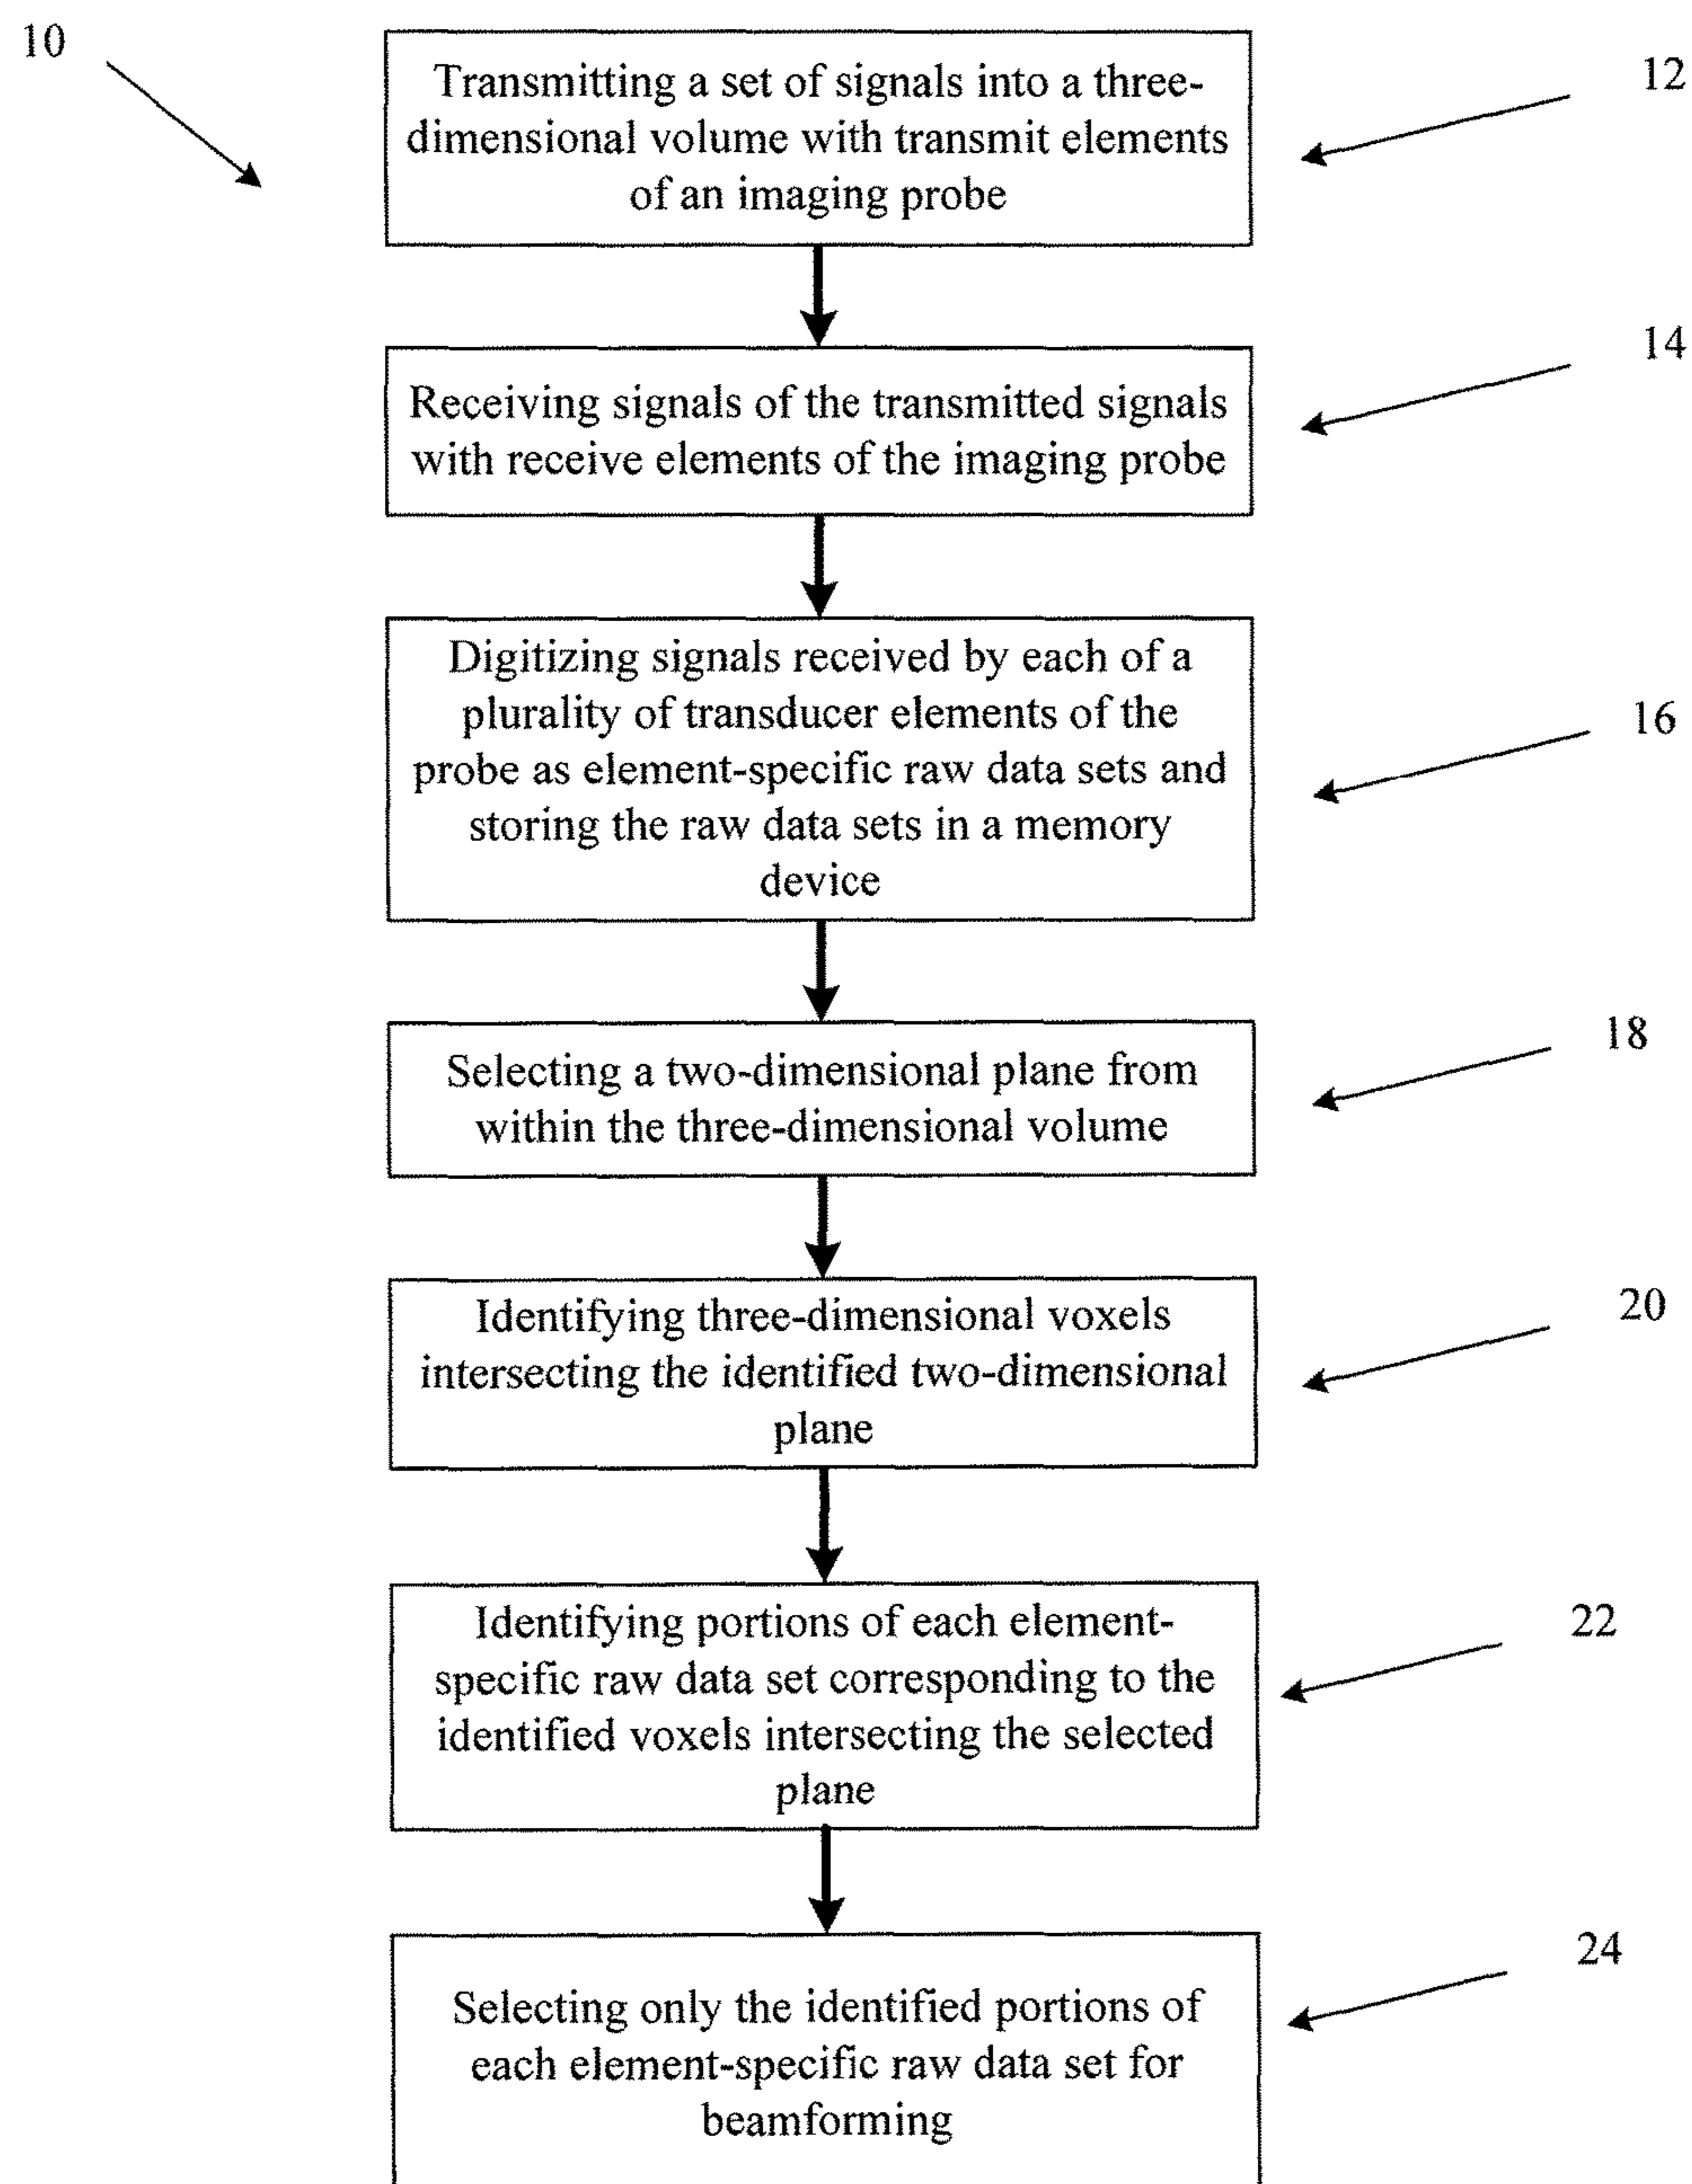 10
Transmitting a set of signals into a three-
dimensional volume with transmit elements
of an imaging probe
12
Receiving signals of the transmitted signals
with receive elements of the imaging probe
14
Digitizing signals received by each of a
plurality of transducer elements of the
probe as element-specific raw data sets and
storing the raw data sets in a memory
device
16
Selecting a two-dimensional plane from
within the three-dimensional volume
18
Identifying three-dimensional voxels
intersecting the identified two-dimensional
plane
20
Identifying portions of each element-
specific raw data set corresponding to the
identified voxels intersecting the selected
plane
22
Selecting only the identified portions of
each element-specific raw data set for
beamforming
24